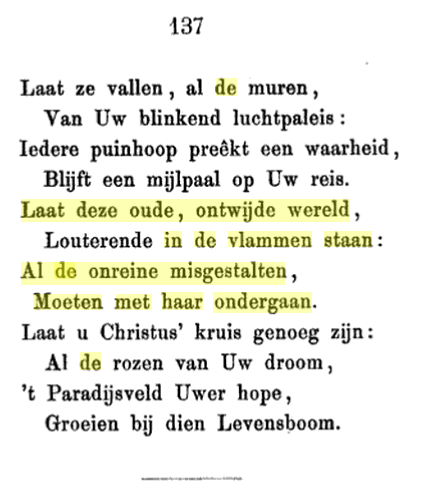 137
Laat ze vallen, al de muren,
Van Uw blinkend luchtpaleis:
Iedere puinhoop preêkt een waarheid,
Blijft een mijlpaal op Uw reis.
Laat deze oude, ontwijde wereld,
Louterende in de vlammen staan:
Al de onreine misgestalten,
Moeten met haar ondergaan.
Laat u Christus' kruis genoeg zijn:
Al de rozen van Uw droom,
't Paradijsveld Uwer hope,
Groeien bij dien Levensboom.